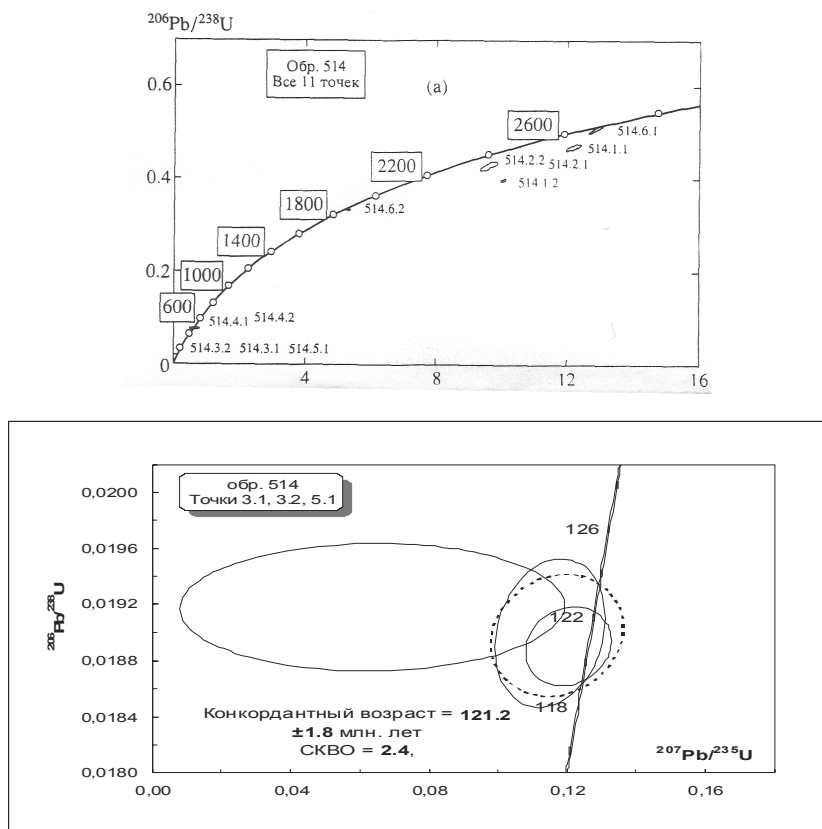 ²⁰⁶Pb/²³⁸U
Обр. 514
Все 11 точек
(а)
0.6
0.4
0.2
0
2600
2200
1800
1400
1000
600
514.6.1
514.1.1
514.2.2 514.2.1
514.1.2
514.6.2
514.4.1 514.4.2
514.3.2 514.3.1 514.5.1
4 8 12 16
обр. 514
Точки 3.1, 3.2, 5.1
0,0200
0,0196
0,0192
0,0188
0,0184
0,0180
²⁰⁶Pb/²³⁸U
126
122
118
Конкордантный возраст = 121.2
±1.8 млн. лет
СКВО = 2.4,
²⁰⁷Pb/²³⁵U
0,00 0,04 0,08 0,12 0,16